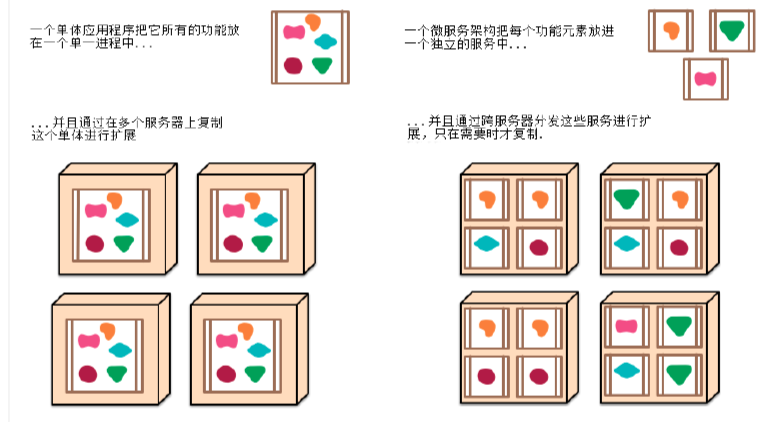 一个单体应用程序把它所有的功能放
在一个单一进程中...
...并且通过在多个服务器上复制
这个单体进行扩展
一个微服务架构把每个功能元素放进
一个独立的服务中...
...并且通过跨服务器分发这些服务进行扩
展，只在需要时才复制.